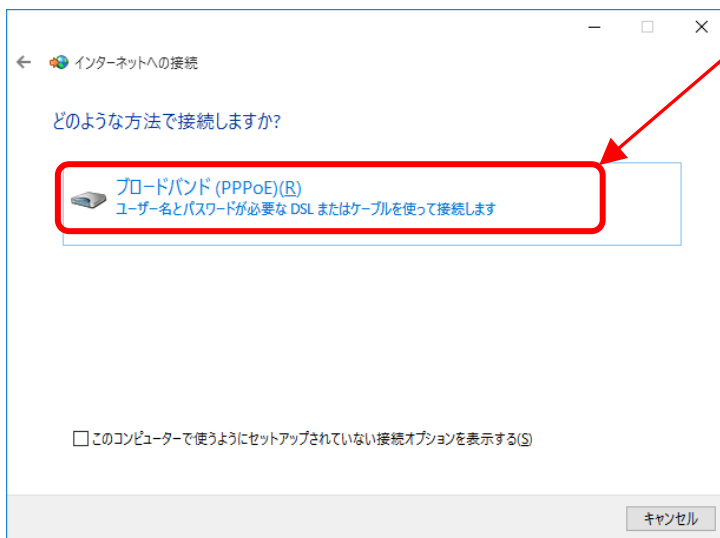 インターネットへの接続
どのような方法で接続しますか?
ブロードバンド (PPPoE)(R)
ユーザー名とパスワードが必要な DSL またはケーブルを使って接続します
このコンピューターで使うようにセットアップされていない接続オプションを表示する(S)
キャンセル